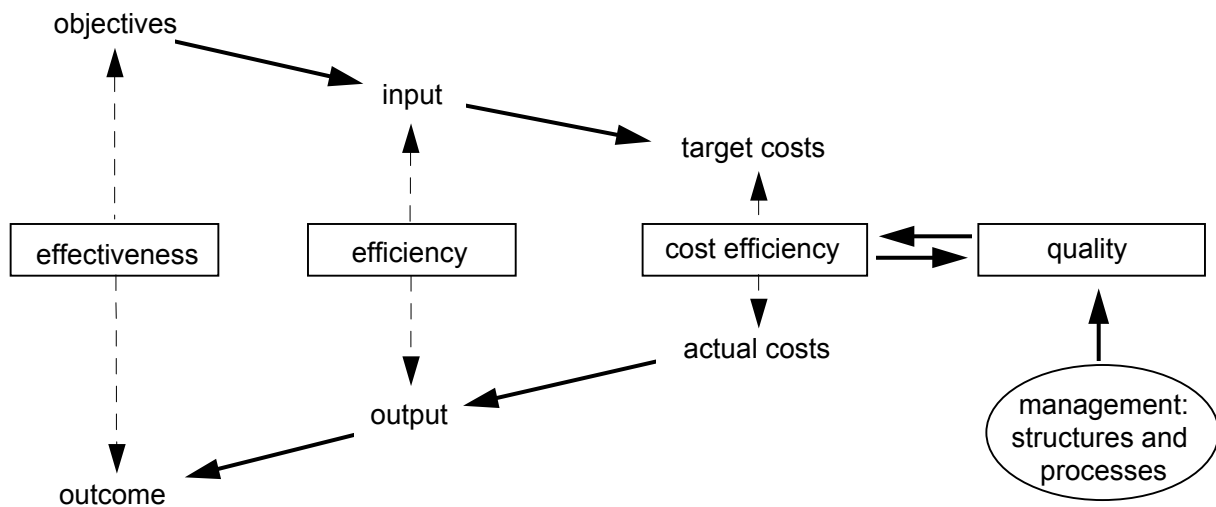 objectives
input
target costs
effectiveness
efficiency
cost efficiency
quality
actual costs
output
outcome
management:
structures and
processes